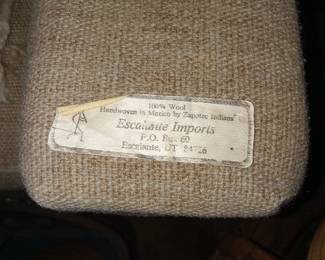 100% Wool
Handwoven in Mexico by Zapotec Indians
Escalante Imports
P.O. Box 60
Escalante, UT 84726